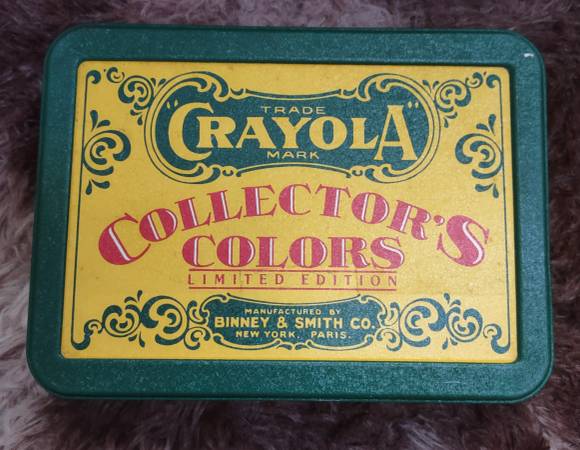 TRADE
"CRAYOLA"
MARK
COLLECTOR'S
COLORS
LIMITED EDITION
MANUFACTURED BY
BINNEY & SMITH CO.
NEW YORK, PARIS.